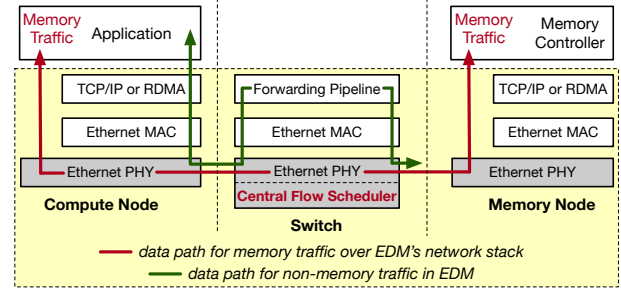 Memory
Traffic
Application
Memory
Traffic
Memory
Controller
TCP/IP or RDMA
Forwarding Pipeline
TCP/IP or RDMA
Ethernet MAC
Ethernet MAC
Ethernet MAC
Ethernet PHY
Ethernet PHY
Ethernet PHY
Central Flow Scheduler
Compute Node
Switch
Memory Node
data path for memory traffic over EDM's network stack
data path for non-memory traffic in EDM